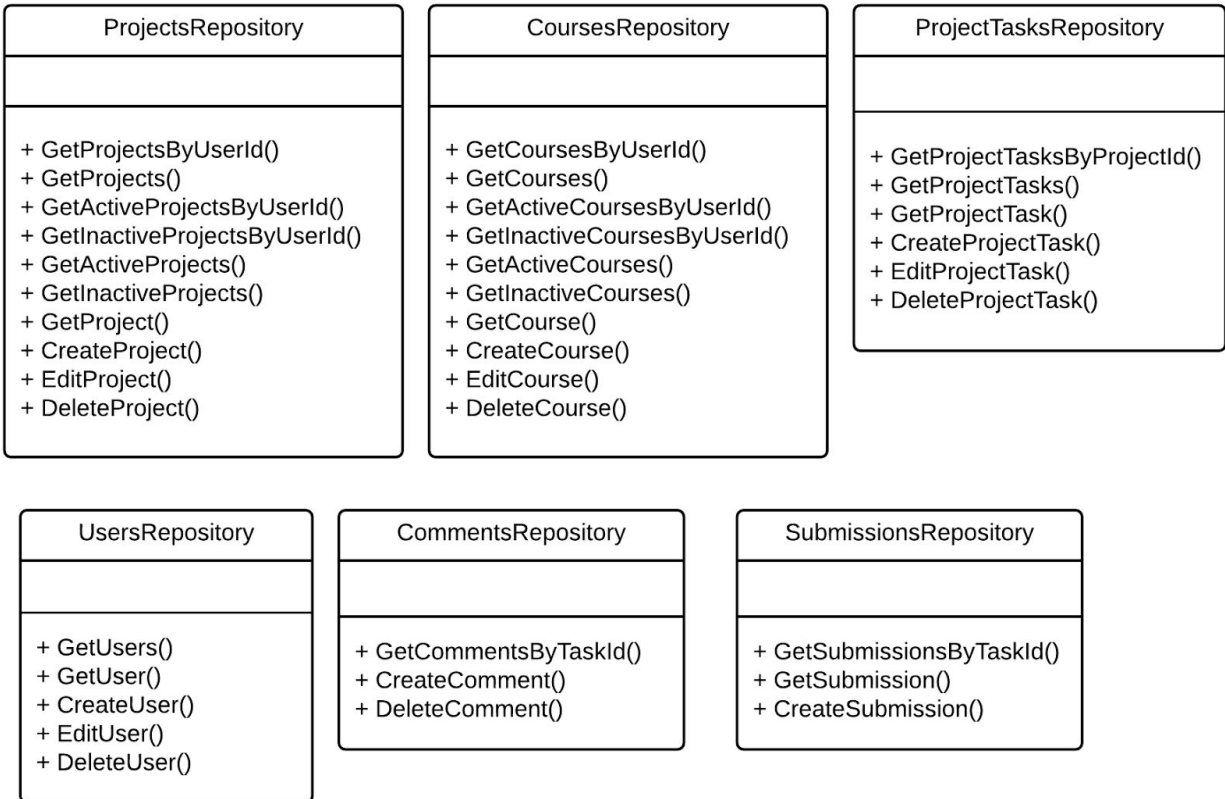 ProjectsRepository
+ GetProjectsByUserId()
+ GetProjects()
+ GetActiveProjectsByUserId()
+ GetInactiveProjectsByUserId()
+ GetActiveProjects()
+ GetInactiveProjects()
+ GetProject()
+ CreateProject()
+ EditProject()
+ DeleteProject()
CoursesRepository
+ GetCoursesByUserId()
+ GetCourses()
+ GetActiveCoursesByUserId()
+ GetInactiveCoursesByUserId()
+ GetActiveCourses()
+ GetInactiveCourses()
+ GetCourse()
+ CreateCourse()
+ EditCourse()
+ DeleteCourse()
ProjectTasksRepository
+ GetProjectTasksByProjectId()
+ GetProjectTasks()
+ GetProjectTask()
+ CreateProjectTask()
+ EditProjectTask()
+ DeleteProjectTask()
UsersRepository
+ GetUsers()
+ GetUser()
+ CreateUser()
+ EditUser()
+ DeleteUser()
CommentsRepository
+ GetCommentsByTaskId()
+ CreateComment()
+ DeleteComment()
SubmissionsRepository
+ GetSubmissionsByTaskId()
+ GetSubmission()
+ CreateSubmission()